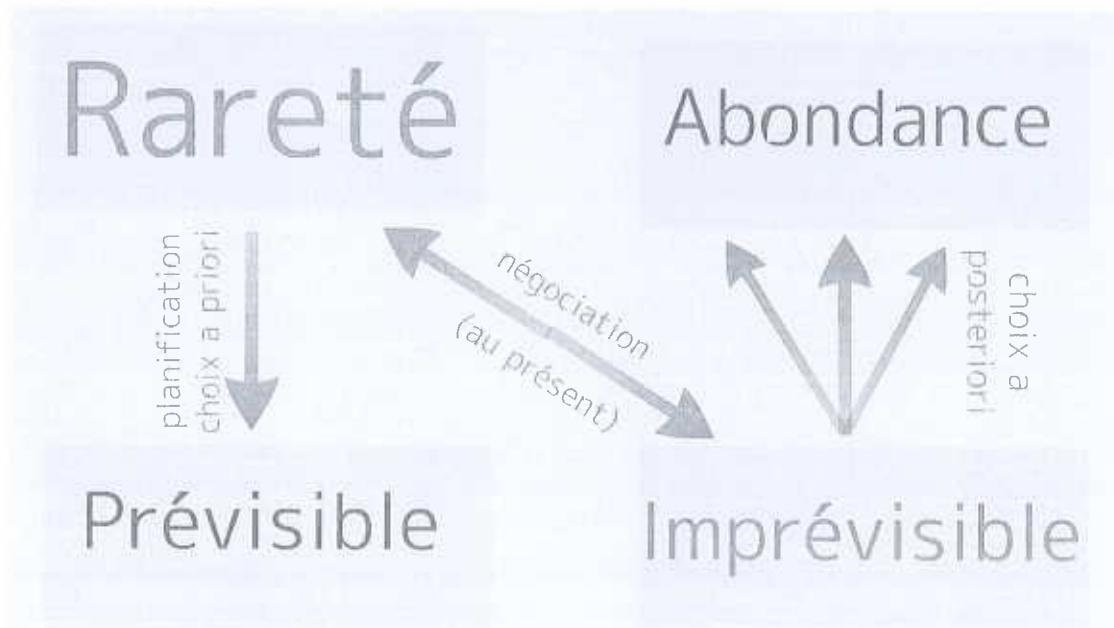 Rareté
Abondance
planification
choix a priori
négociation
(au présent)
choix a
posteriori
Prévisible
Imprévisible